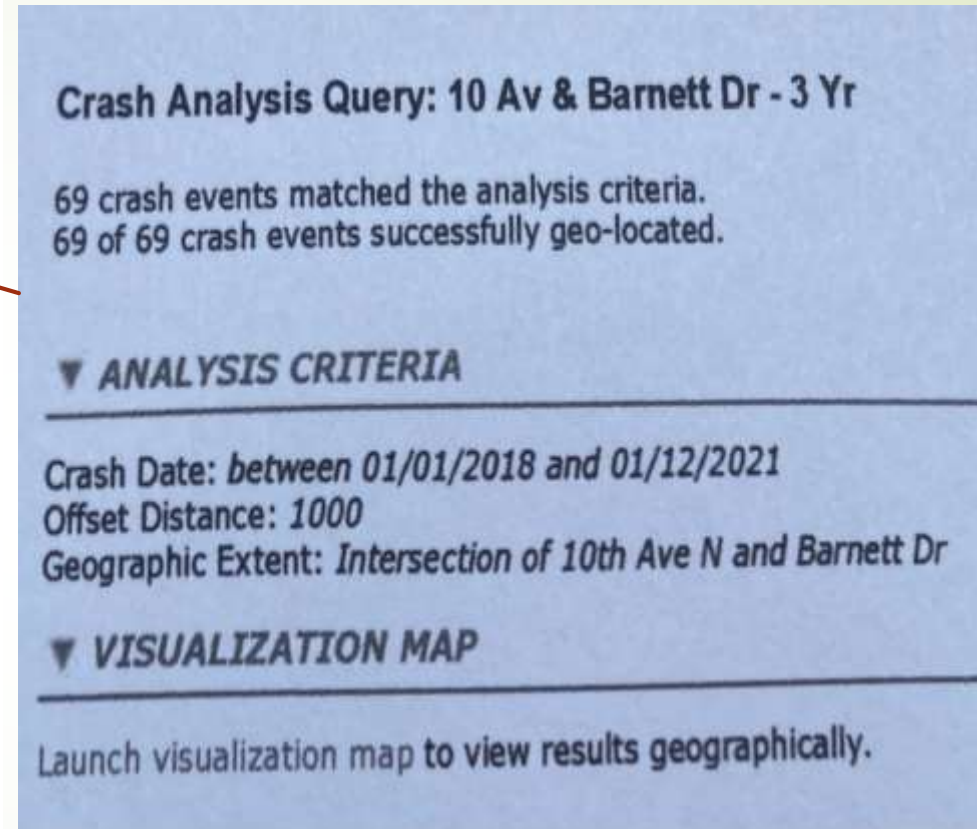 Crash Analysis Query: 10 Av & Barnett Dr - 3 Yr
69 crash events matched the analysis criteria.
69 of 69 crash events successfully geo-located.
▼ ANALYSIS CRITERIA
Crash Date: between 01/01/2018 and 01/12/2021
Offset Distance: 1000
Geographic Extent: Intersection of 10th Ave N and Barnett Dr
▼ VISUALIZATION MAP
Launch visualization map to view results geographically.